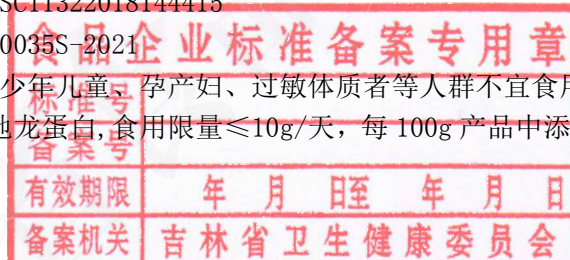 SC11322018144415
0035S-2021
食品企业标准备案专用章
少年儿童、孕产妇、过敏体质者等人群不宜食用
标准号
地龙蛋白,食用限量≤10g/天，每100g产品中添
备案号
有效期限 年 月 日至 年 月 日
备案机关 吉林省卫生健康委员会